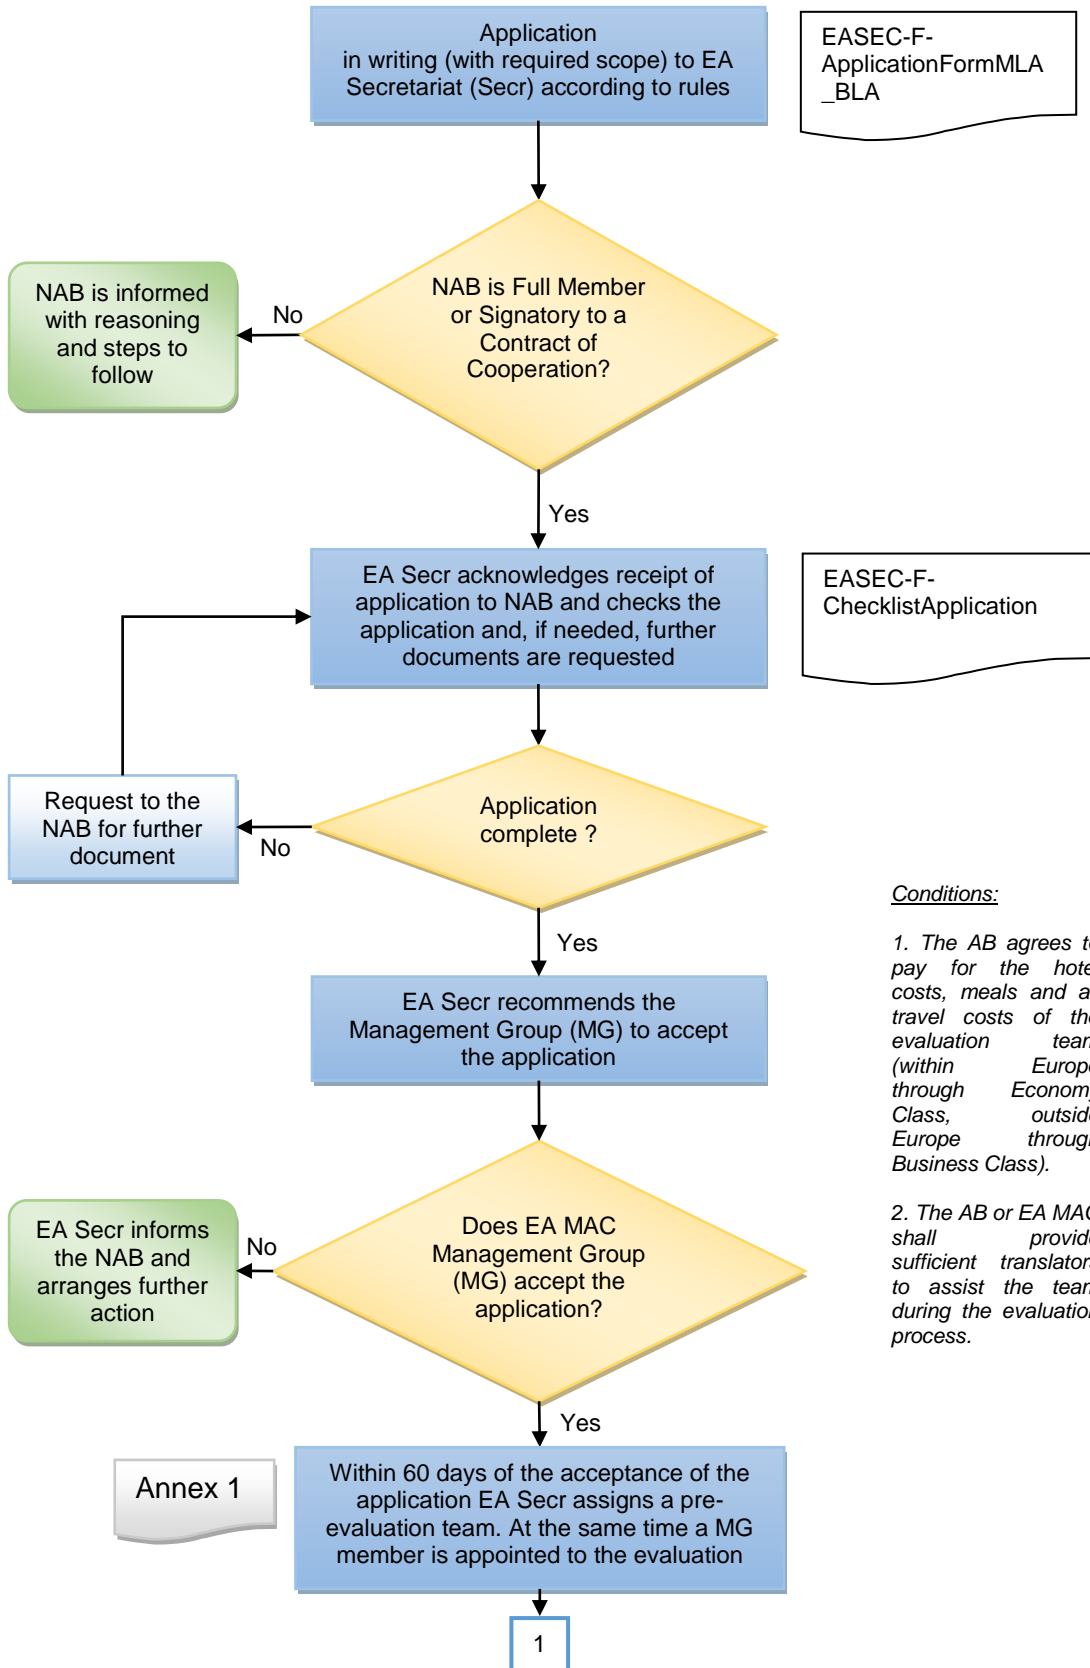 Application
in writing (with required scope) to EA
Secretariat (Secr) according to rules
EASEC-F-
ApplicationFormMLA
_BLA
NAB is Full Member
or Signatory to a
Contract of
Cooperation?
No
NAB is informed
with reasoning
and steps to
follow
Yes
EA Secr acknowledges receipt of
application to NAB and checks the
application and, if needed, further
documents are requested
EASEC-F-
ChecklistApplication
Application
complete ?
No
Request to the
NAB for further
document
Yes
EA Secr recommends the
Management Group (MG) to accept
the application
Conditions:
1. The AB agrees
pay for the
costs, meals and
travel costs of
evaluation
(within
through
Class,
Europe
Business Class).
2. The AB or EA
shall
sufficient
to assist the
during the
process.
Does EA MAC
Management Group
(MG) accept the
application?
No
EA Secr informs
the NAB and
arranges further
action
Yes
Annex 1
Within 60 days of the acceptance of the
application EA Secr assigns a pre-
evaluation team. At the same time a MG
member is appointed to the evaluation
1